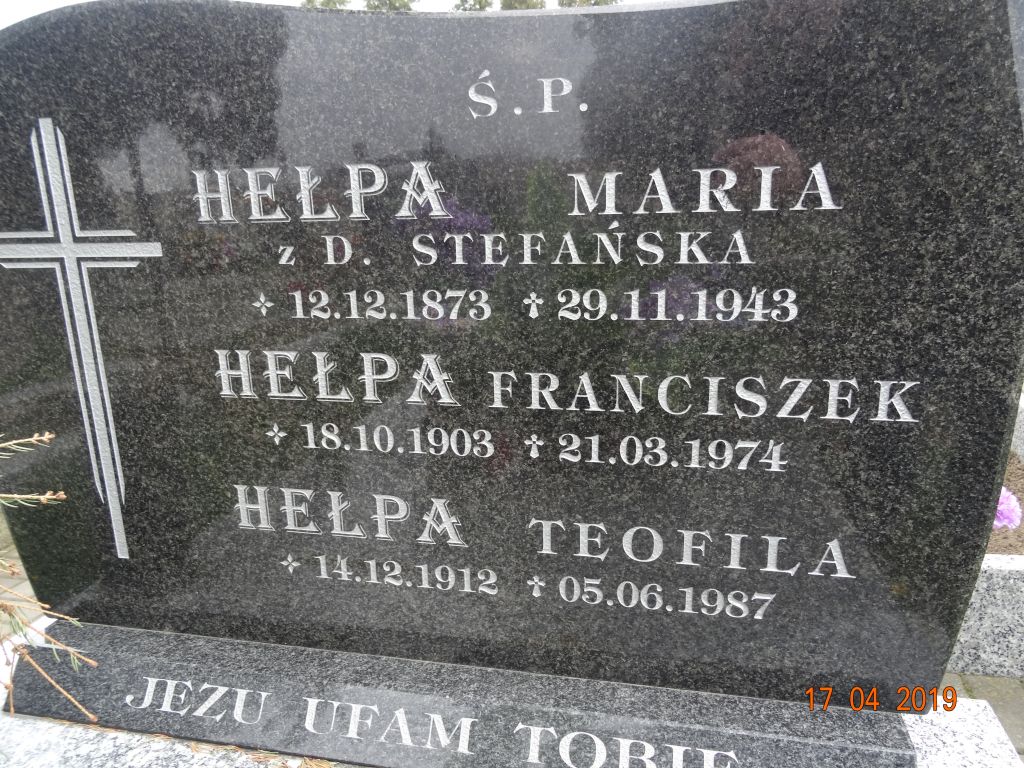 Ś.P.
HEŁPA MARIA
z D. STEFAŃSKA
12.12.1873 † 29.11.1943
HEŁPA FRANCISZEK
18.10.1903 † 21.03.1974
HEŁPA TEOFILA
14.12.1912 † 05.06.1987
JEZU UFAM TOBIE
17 04 2019